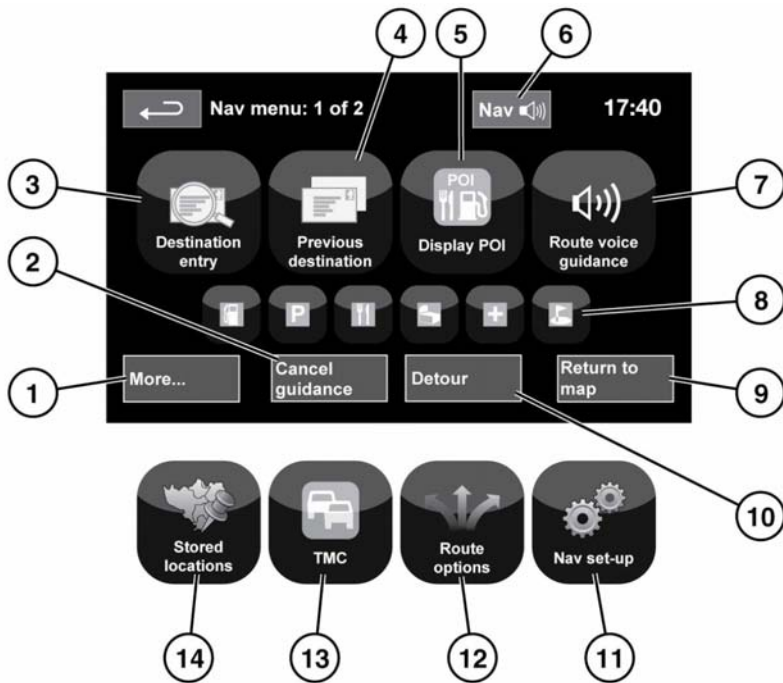 4
5
6
Nav menu: 1 of 2
Nav
17:40
3
7
POI
Destination
entry
Previous
destination
Display POI
Route voice
guidance
2
P
8
More...
Cancel
guidance
Detour
Return to
map
1
9
10
Stored
locations
TMC
Route
options
Nav set-up
14
13
12
11